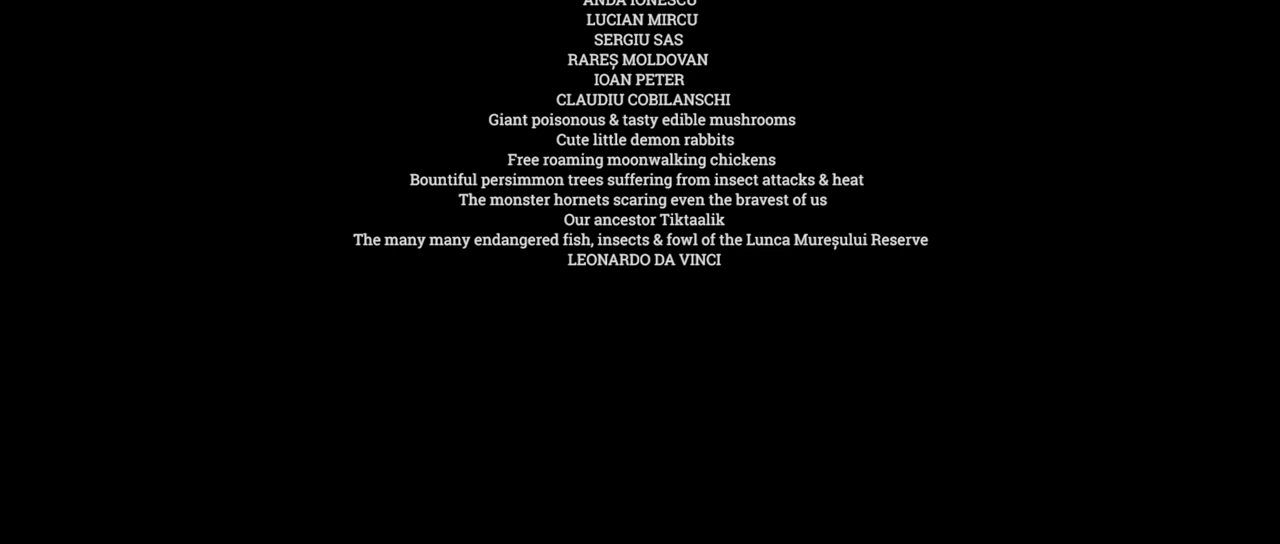 ANDA IONESCU
LUCIAN MIRCU
SERGIU SAS
RAREȘ MOLDOVAN
IOAN PETER
CLAUDIU COBILANSCHI
Giant poisonous & tasty edible mushrooms
Cute little demon rabbits
Free roaming moonwalking chickens
Bountiful persimmon trees suffering from insect attacks & heat
The monster hornets scaring even the bravest of us
Our ancestor Tiktaalik
The many many endangered fish, insects & fowl of the Lunca Mureșului Reserve
LEONARDO DA VINCI